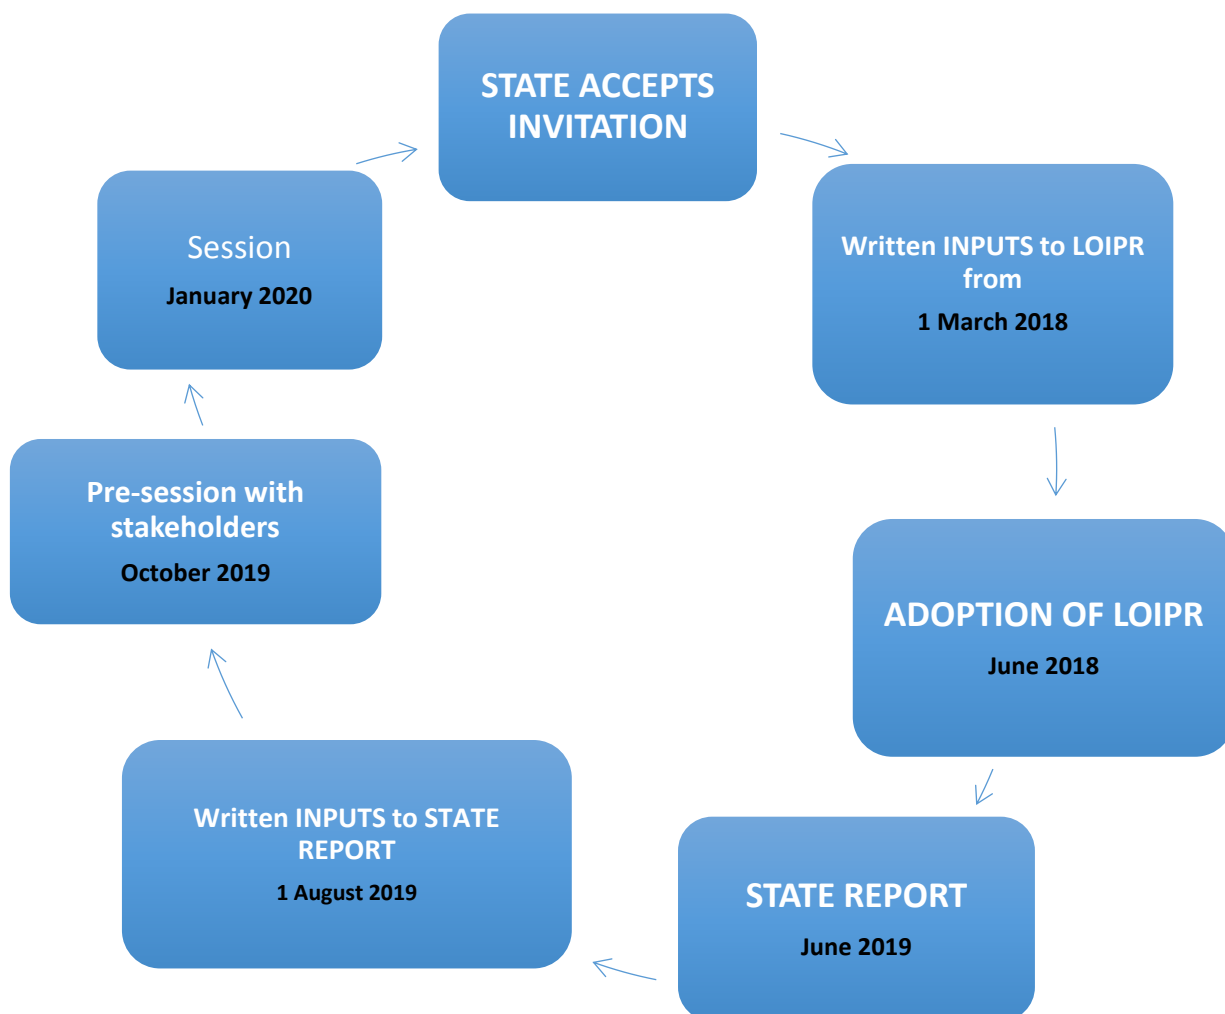 STATE ACCEPTS
INVITATION
Written INPUTS to LOIPR
from
1 March 2018
ADOPTION OF LOIPR
June 2018
STATE REPORT
June 2019
Written INPUTS to STATE
REPORT
1 August 2019
Pre-session with
stakeholders
October 2019
Session
January 2020